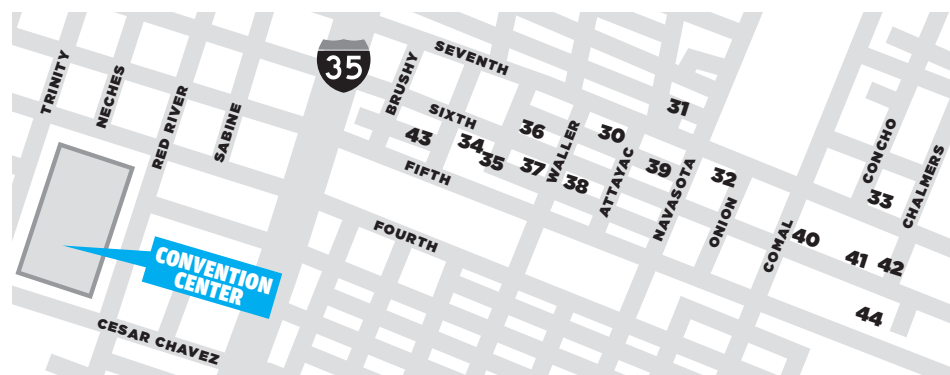 SEVENTH
TRINITY
NECHES
RED RIVER
SABINE
35
BRUSHY
SIXTH
31
43
34
35
36
37
WALLER
38
30
ATTAYAC
39
NAVASOTA
32
ONION
CONCHO
33
CHALMERS
FIFTH
FOURTH
COMAL
40
41
42
44
CONVENTION
CENTER
CESAR CHAVEZ